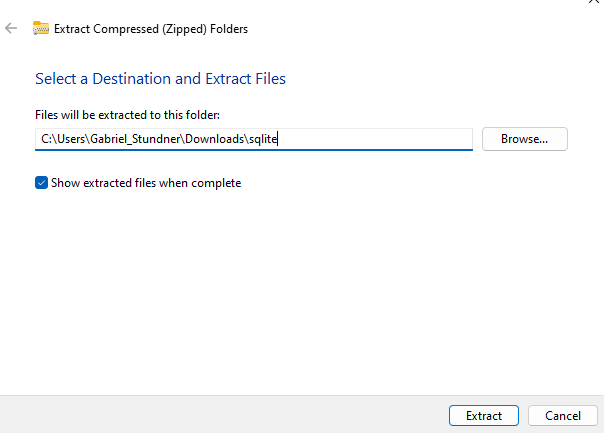 Extract Compressed (Zipped) Folders
Select a Destination and Extract Files
Files will be extracted to this folder:
C:\Users\Gabriel_Stundner\Downloads\sqlite
Browse...
Show extracted files when complete
Extract
Cancel